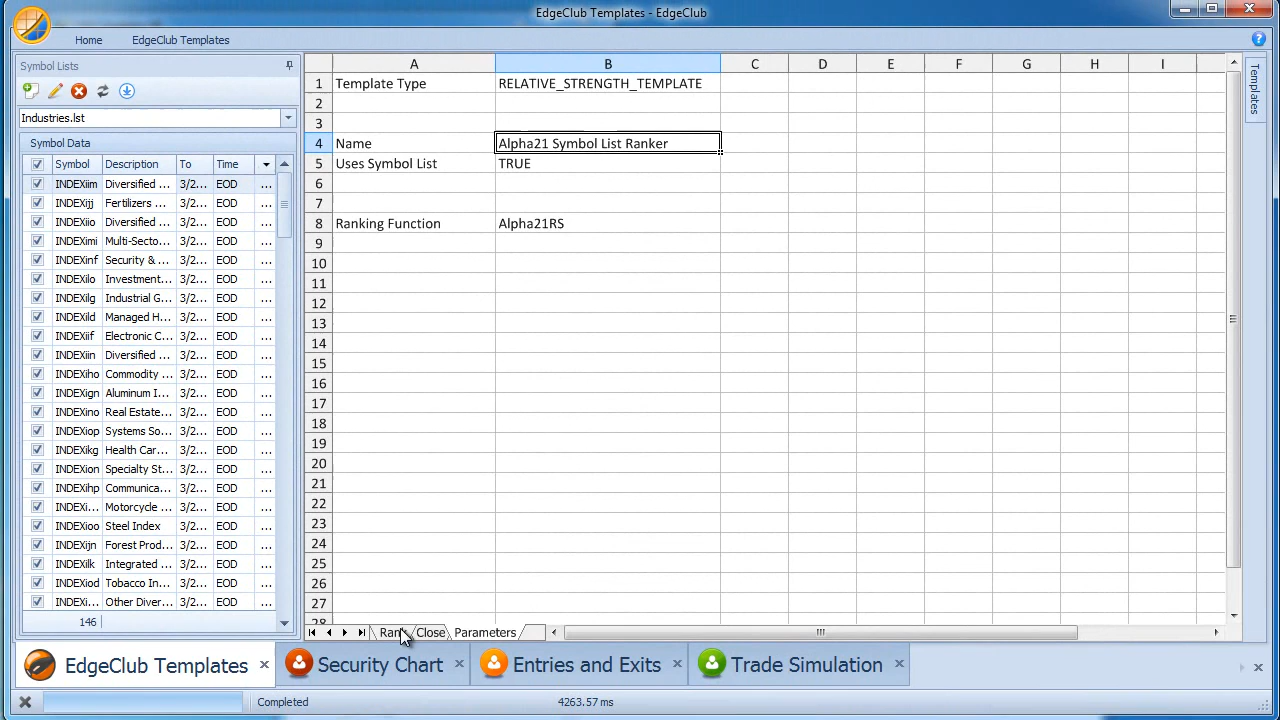 EdgeClub Templates - EdgeClub
Home EdgeClub Templates
Symbol Lists
Industries.lst
Symbol Data
Symbol Description To Time
INDEXiim Diversified ... 3/2... EOD ...
INDEXijj Fertilizers ... 3/2... EOD ...
INDEXiio Diversified ... 3/2... EOD ...
INDEXimi Multi-Secto... 3/2... EOD ...
INDEXinf Security & ... 3/2... EOD ...
INDEXilo Investment... 3/2... EOD ...
INDEXilg Industrial G... 3/2... EOD ...
INDEXild Managed H... 3/2... EOD ...
INDEXiif Electronic C... 3/2... EOD ...
INDEXiin Diversified ... 3/2... EOD ...
INDEXiho Commodity ... 3/2... EOD ...
INDEXign Aluminum I... 3/2... EOD ...
INDEXino Real Estate... 3/2... EOD ...
INDEXiop Systems So... 3/2... EOD ...
INDEXikg Health Car... 3/2... EOD ...
INDEXion Specialty St... 3/2... EOD ...
INDEXihp Communica... 3/2... EOD ...
INDEXi... Motorcycle ... 3/2... EOD ...
INDEXioo Steel Index 3/2... EOD ...
INDEXijn Forest Prod... 3/2... EOD ...
INDEXilk Integrated ... 3/2... EOD ...
INDEXiod Tobacco In... 3/2... EOD ...
INDEXi... Other Diver... 3/2... EOD ...
146
A B C D E F G H I
1 Template Type RELATIVE_STRENGTH_TEMPLATE
2
3
4 Name Alpha21 Symbol List Ranker
5 Uses Symbol List TRUE
6
7
8 Ranking Function Alpha21RS
9
10
11
12
13
14
15
16
17
18
19
20
21
22
23
24
25
26
27
28
Templates
Close Parameters
EdgeClub Templates Security Chart Entries and Exits Trade Simulation
Completed 4263.57 ms